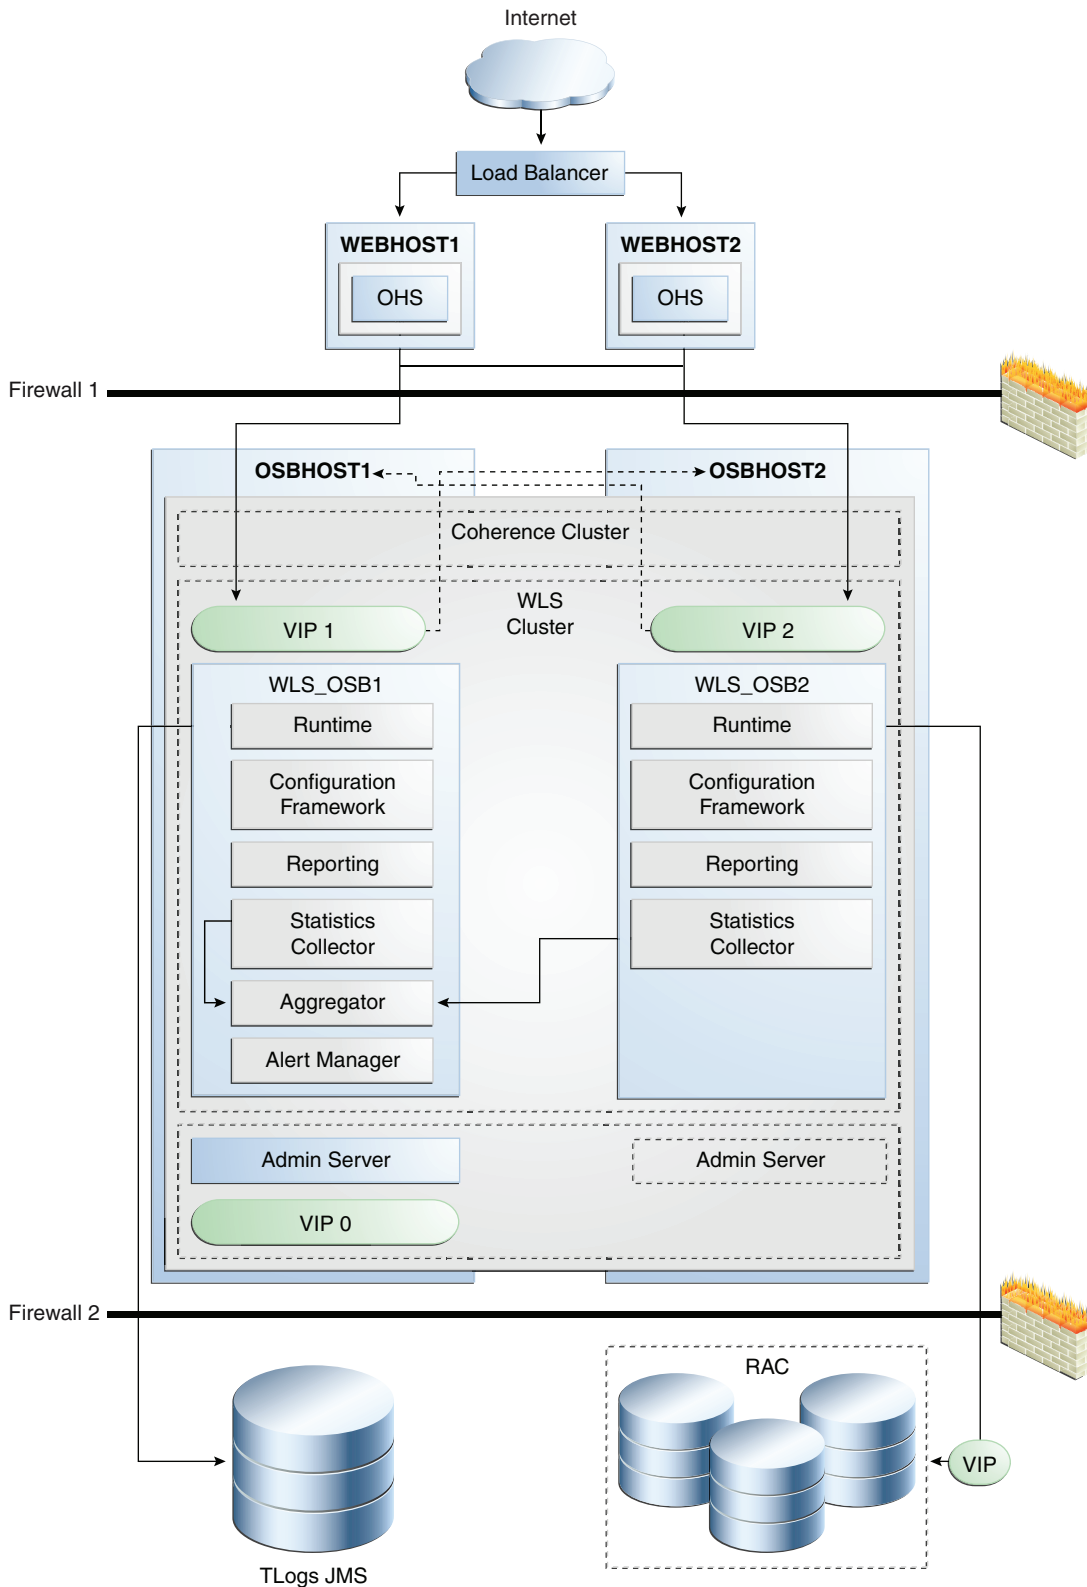 Internet
Load Balancer
WEBHOST1
WEBHOST2
OHS
OHS
Firewall 1
OSBHOST1
OSBHOST2
Coherence Cluster
WLS
Cluster
VIP 1
VIP 2
WLS_OSB1
Runtime
Configuration
Framework
Reporting
Statistics
Collector
Aggregator
Alert Manager
WLS_OSB2
Runtime
Configuration
Framework
Reporting
Statistics
Collector
Admin Server
Admin Server
VIP 0
Firewall 2
RAC
VIP
TLogs JMS